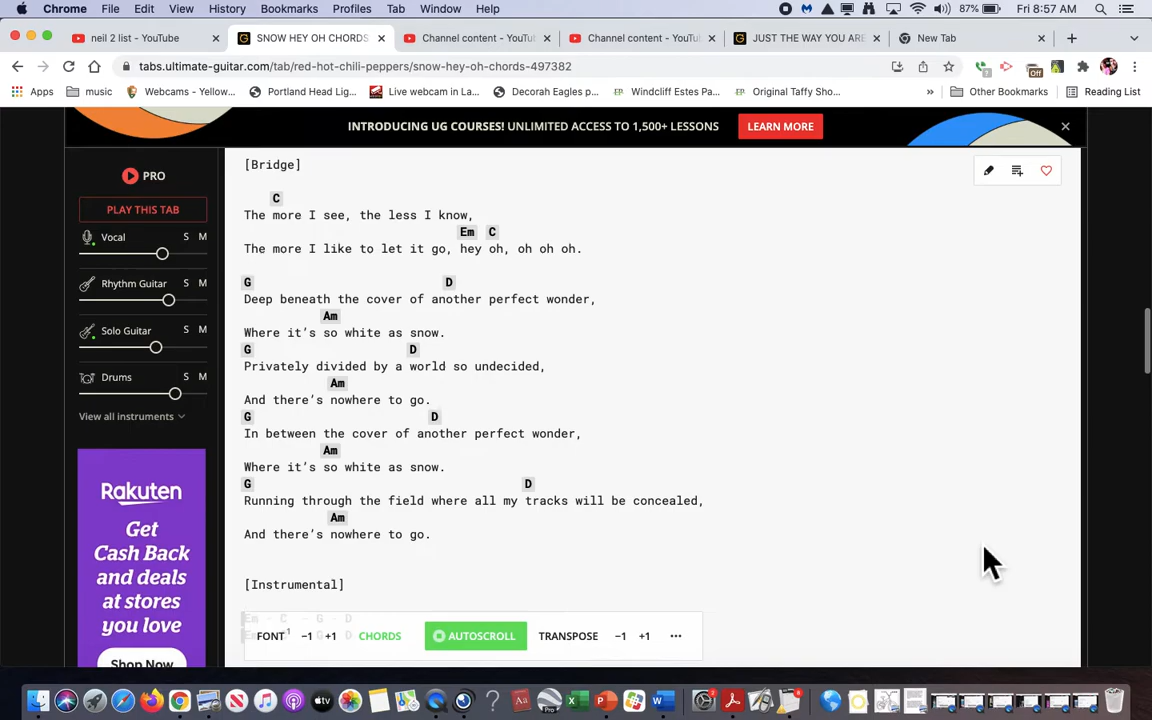 Chrome File Edit View History Bookmarks Profiles Tab Window Help 87% Fri 8:57 AM
neil 2 list - YouTube SNOW HEY OH CHORDS Channel content - YouTu Channel content - YouTu JUST THE WAY YOU ARE New Tab
tabs.ultimate-guitar.com/tab/red-hot-chili-peppers/snow-hey-oh-chords-497382 Off
Apps music Webcams - Yellow... Portland Head Lig... Live webcam in La... Decorah Eagles p... Windcliff Estes Pa... Original Taffy Sho... » Other Bookmarks Reading List
INTRODUCING UG COURSES! UNLIMITED ACCESS TO 1,500+ LESSONS LEARN MORE
PRO
PLAY THIS TAB
Vocal S M
Rhythm Guitar S M
Solo Guitar S M
Drums S M
View all instruments
Rakuten
Get
Cash Back
and deals
at stores
you love
Shop Now
[Bridge]
C
The more I see, the less I know,
Em C
The more I like to let it go, hey oh, oh oh oh.
G D
Deep beneath the cover of another perfect wonder,
Am
Where it's so white as snow.
G D
Privately divided by a world so undecided,
Am
And there's nowhere to go.
G D
In between the cover of another perfect wonder,
Am
Where it's so white as snow.
G D
Running through the field where all my tracks will be concealed,
Am
And there's nowhere to go.
[Instrumental]
Em - C - G - D
FONT 1 −1 +1 CHORDS AUTOSCROLL TRANSPOSE −1 +1 ...